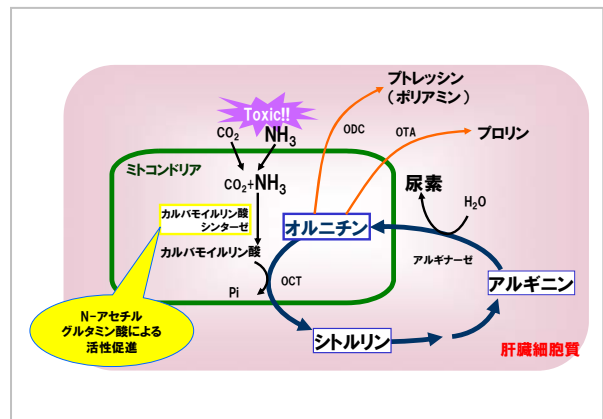 プトレッシン
（ポリアミン）
Toxic!!
CO2
NH3
ODC
OTA
プロリン
ミトコンドリア
CO2+NH3
尿素
H2O
カルバモイルリン酸
シンターゼ
オルニチン
カルバモイルリン酸
アルギナーゼ
アルギニン
Pi
OCT
N-アセチル
グルタミン酸による
活性促進
シトルリン
肝臓細胞質